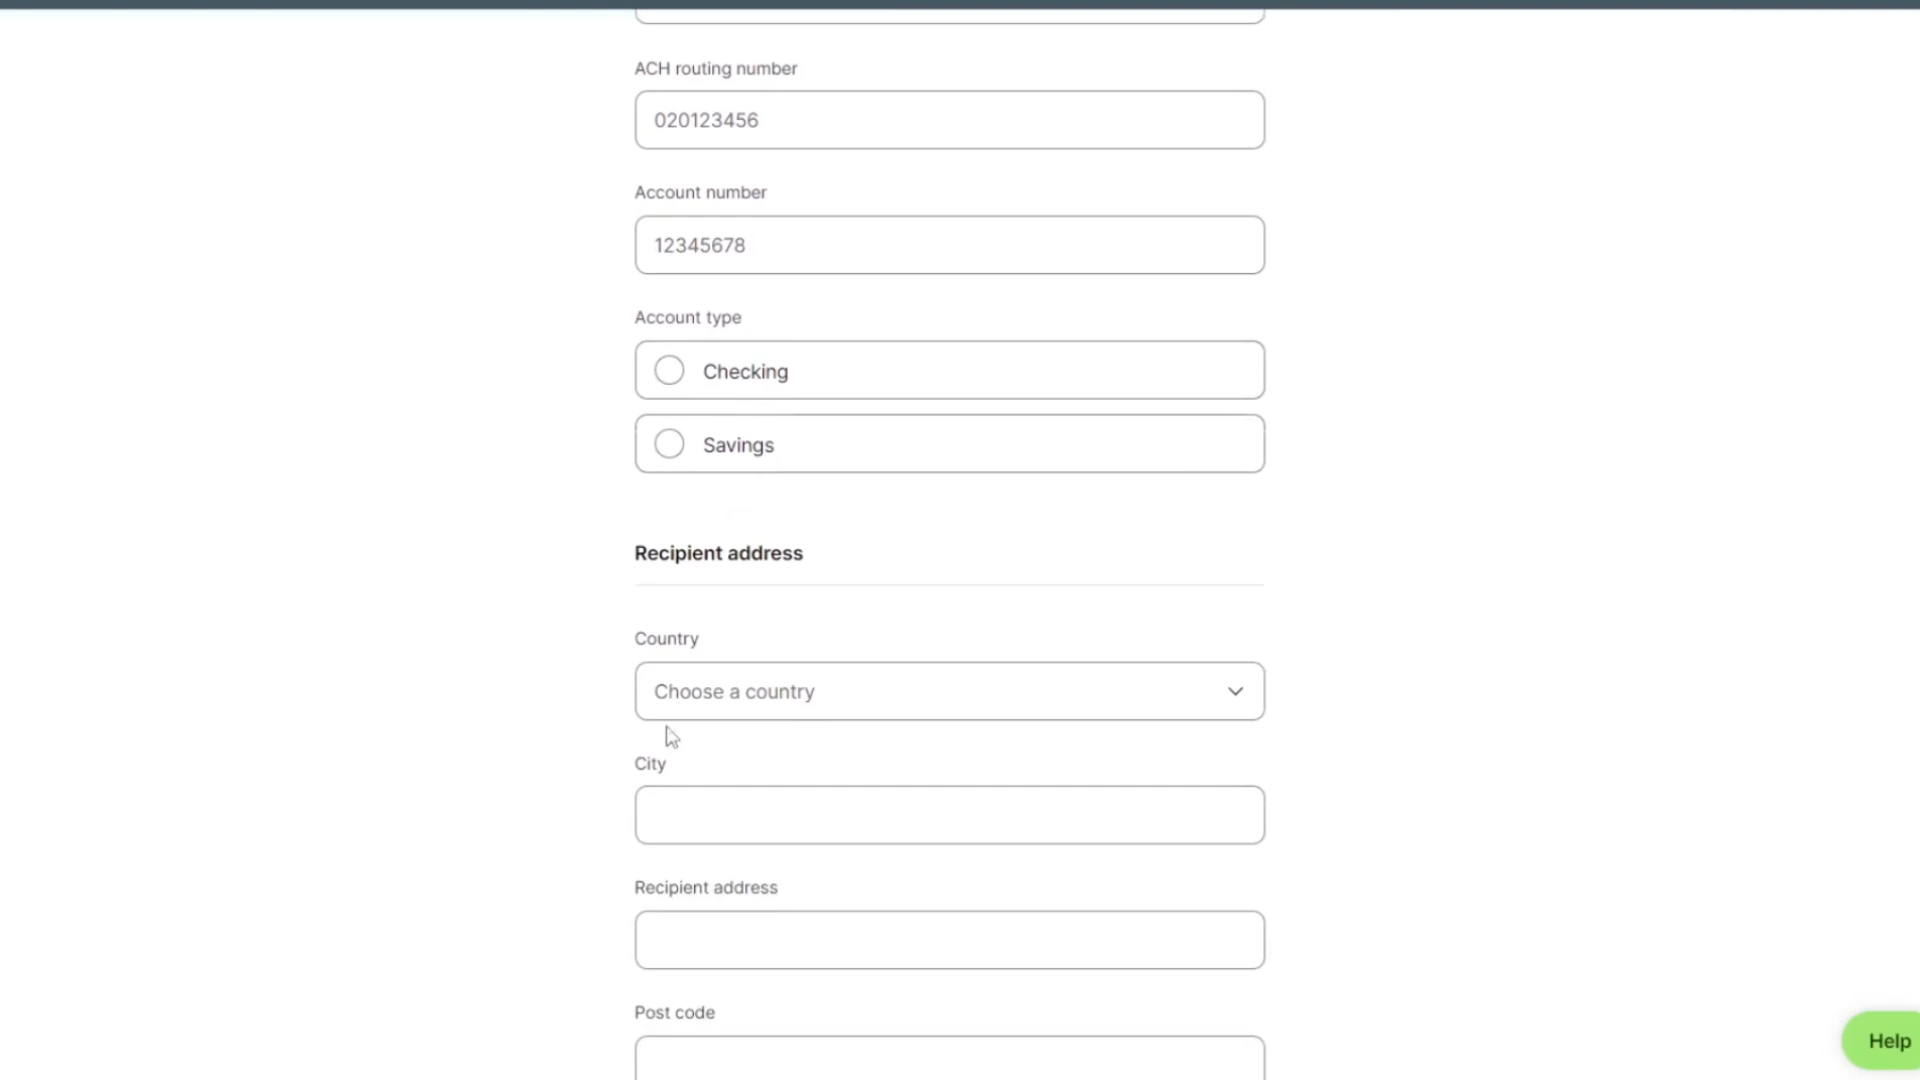 ACH routing number
020123456
Account number
12345678
Account type
Checking
Savings
Recipient address
Country
Choose a country
City
Recipient address
Post code
Help